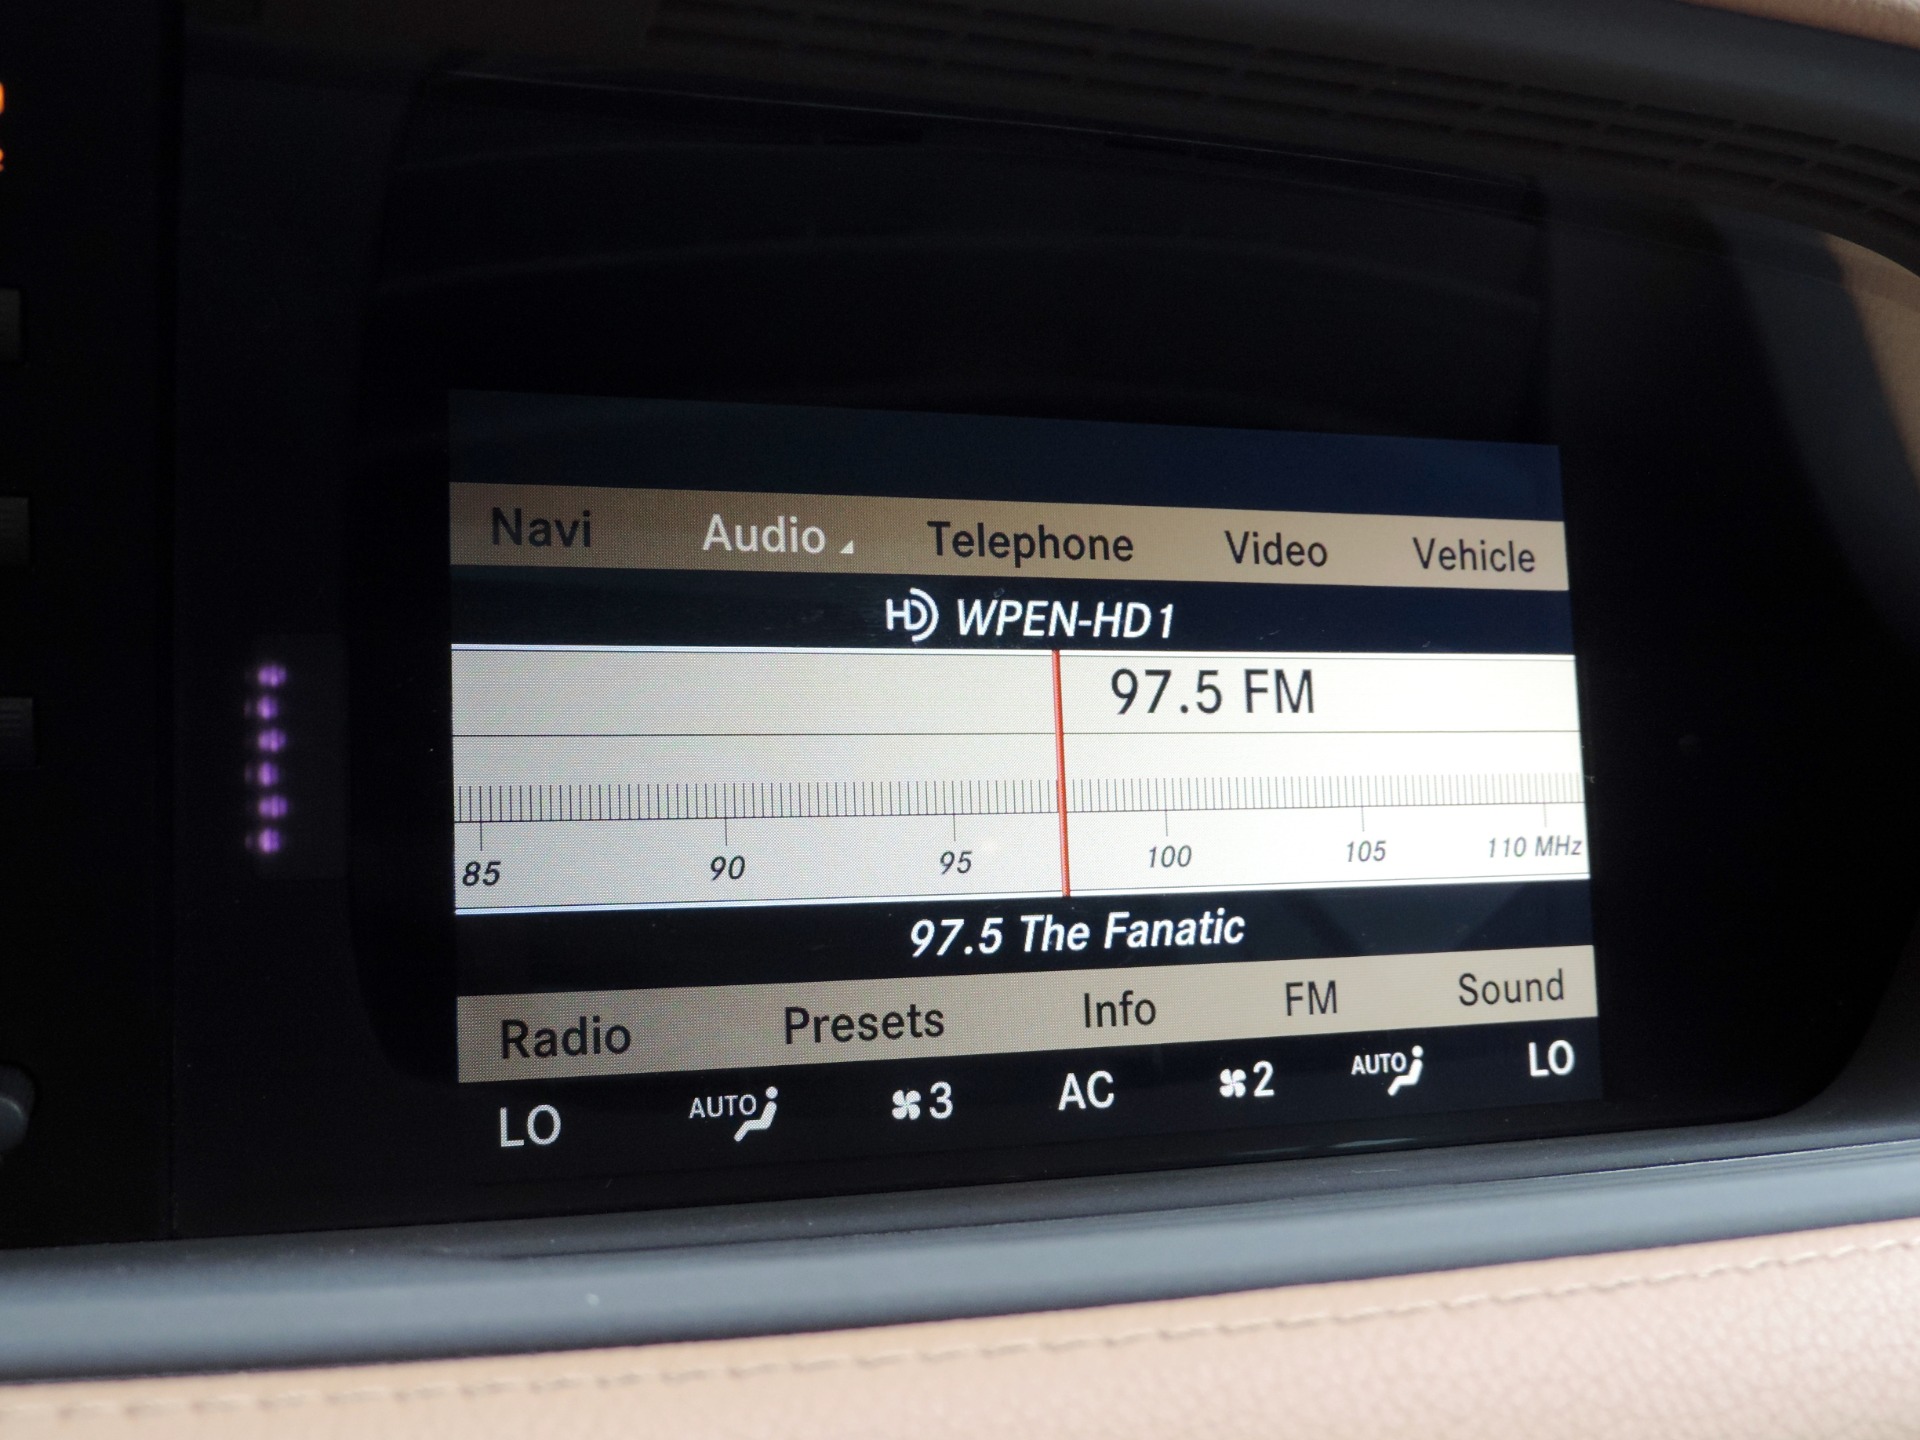 Navi Audio Telephone Video Vehicle
HD WPEN-HD1
97.5 FM
85 90 95 100 105 110 MHz
97.5 The Fanatic
Radio Presets Info FM Sound
LO AUTO 3 AC 2 AUTO LO